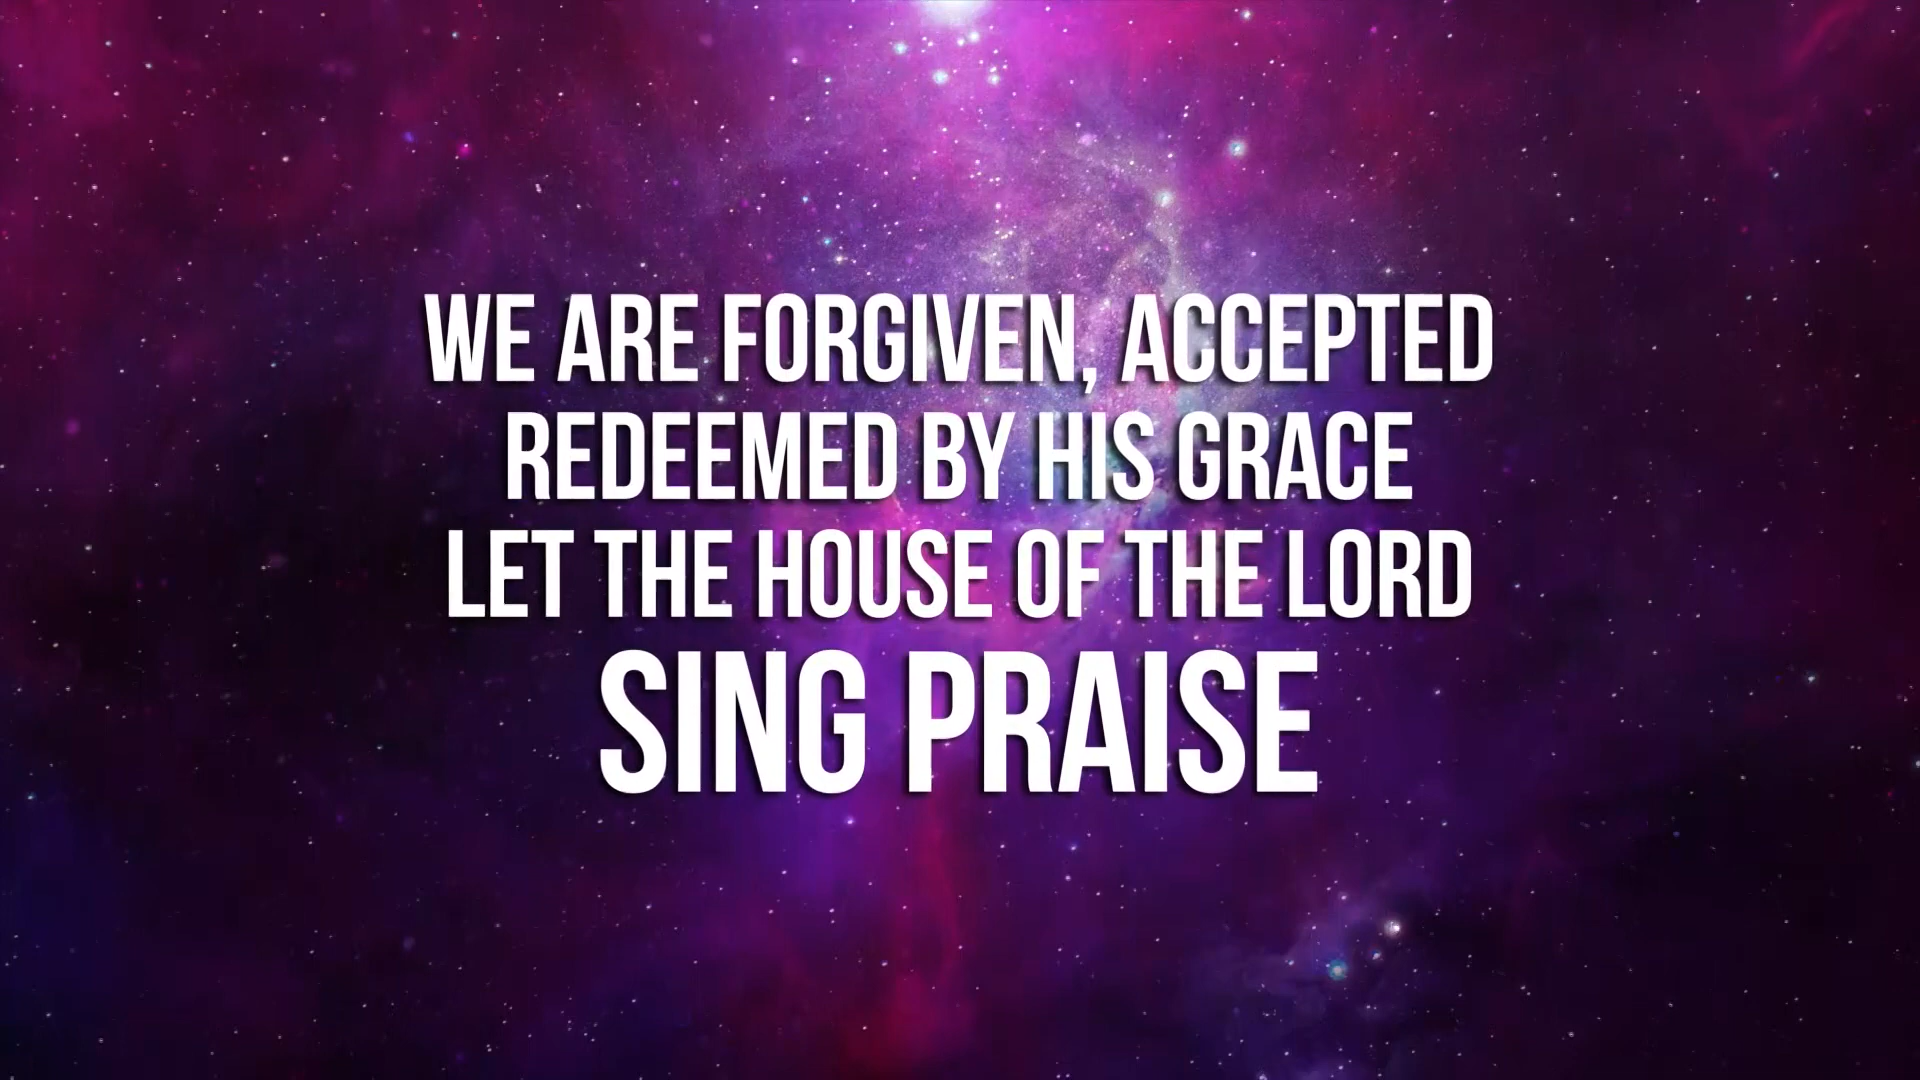 WE ARE FORGIVEN, ACCEPTED
REDEEMED BY HIS GRACE
LET THE HOUSE OF THE LORD
SING PRAISE